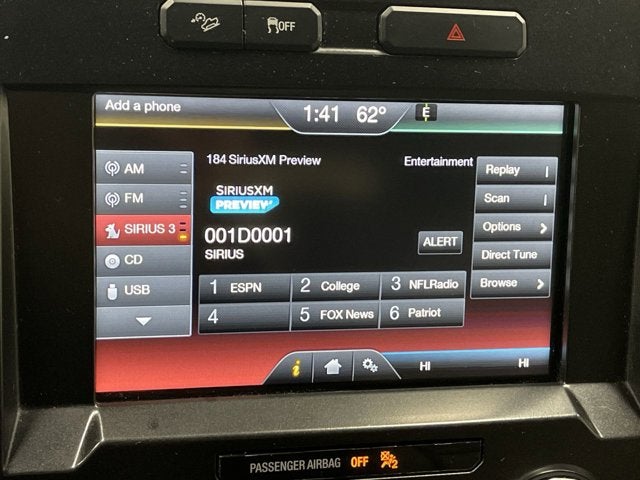 OFF
Add a phone
1:41 62° E
184 SiriusXM Preview Entertainment
AM
FM
SIRIUS 3
CD
USB
SIRIUSXM
PREVIEW
001D0001
SIRIUS
ALERT
1 ESPN 2 College 3 NFLRadio
4 5 FOX News 6 Patriot
Replay
Scan
Options
Direct Tune
Browse
i HI HI
PASSENGER AIRBAG OFF 2